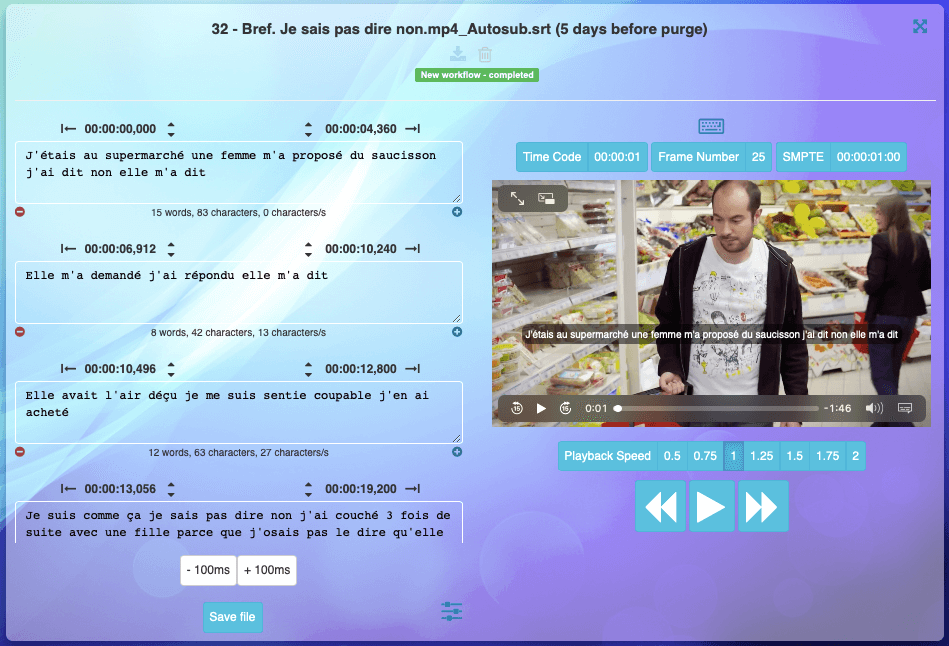 32 - Bref. Je sais pas dire non.mp4_Autosub.srt (5 days before purge)
New workflow - completed
00:00:00,000
00:00:04,360
J'étais au supermarché une femme m'a proposé du saucisson
j'ai dit non elle m'a dit
15 words, 83 characters, 0 characters/s
00:00:06,912
00:00:10,240
Elle m'a demandé j'ai répondu elle m'a dit
8 words, 42 characters, 13 characters/s
00:00:10,496
00:00:12,800
Elle avait l'air déçu je me suis sentie coupable j'en ai
acheté
12 words, 63 characters, 27 characters/s
00:00:13,056
00:00:19,200
Je suis comme ça je sais pas dire non j'ai couché 3 fois de
suite avec une fille parce que j'osais pas le dire qu'elle
- 100ms
+ 100ms
Save file
Time Code 00:00:01 Frame Number 25 SMPTE 00:00:01:00
J'étais au supermarché une femme m'a proposé du saucisson j'ai dit non elle m'a dit
15
15
0:01
-1:46
Playback Speed 0.5 0.75 1 1.25 1.5 1.75 2